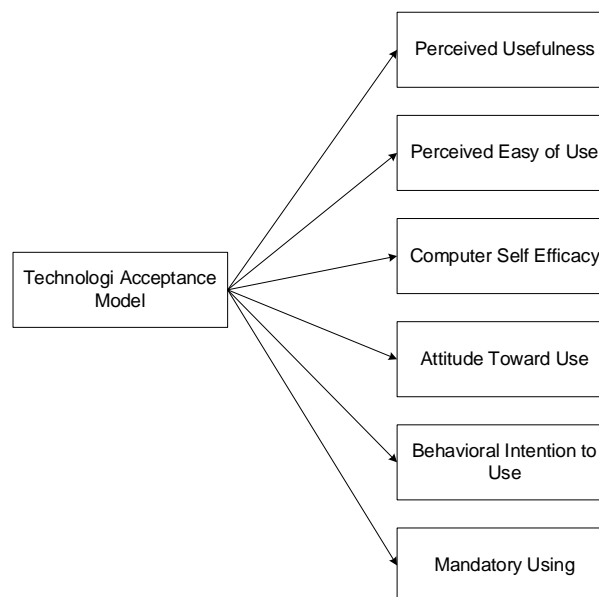 Perceived Usefulness
Perceived Easy of Use
Computer Self Efficacy
Technologi Acceptance
Model
Attitude Toward Use
Behavioral Intention to
Use
Mandatory Using